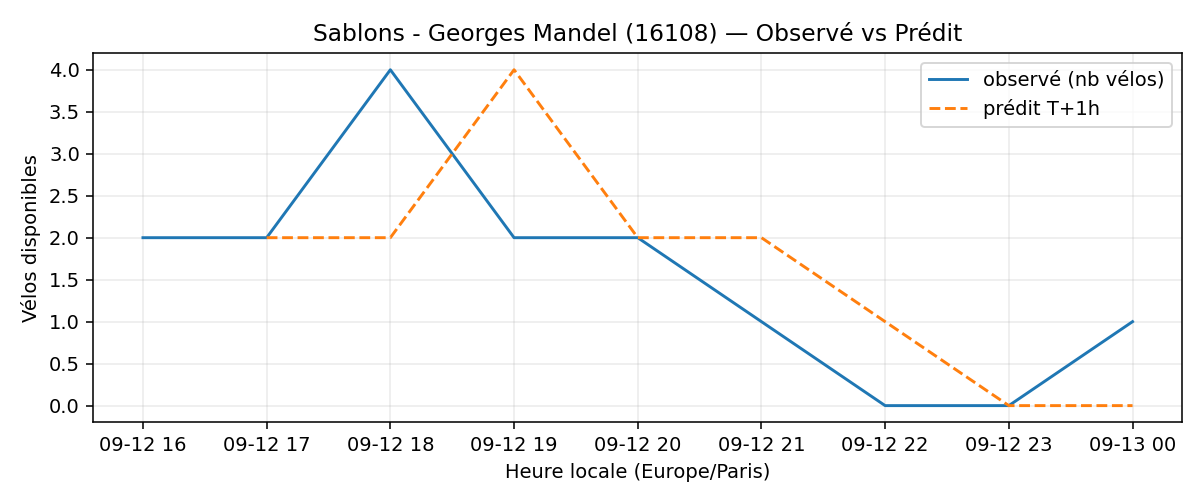 Sablons - Georges Mandel (16108) — Observé vs Prédit
observé (nb vélos)
prédit T+1h
Vélos disponibles
4.0
3.5
3.0
2.5
2.0
1.5
1.0
0.5
0.0
09-12 16 09-12 17 09-12 18 09-12 19 09-12 20 09-12 21 09-12 22 09-12 23 09-13 00
Heure locale (Europe/Paris)